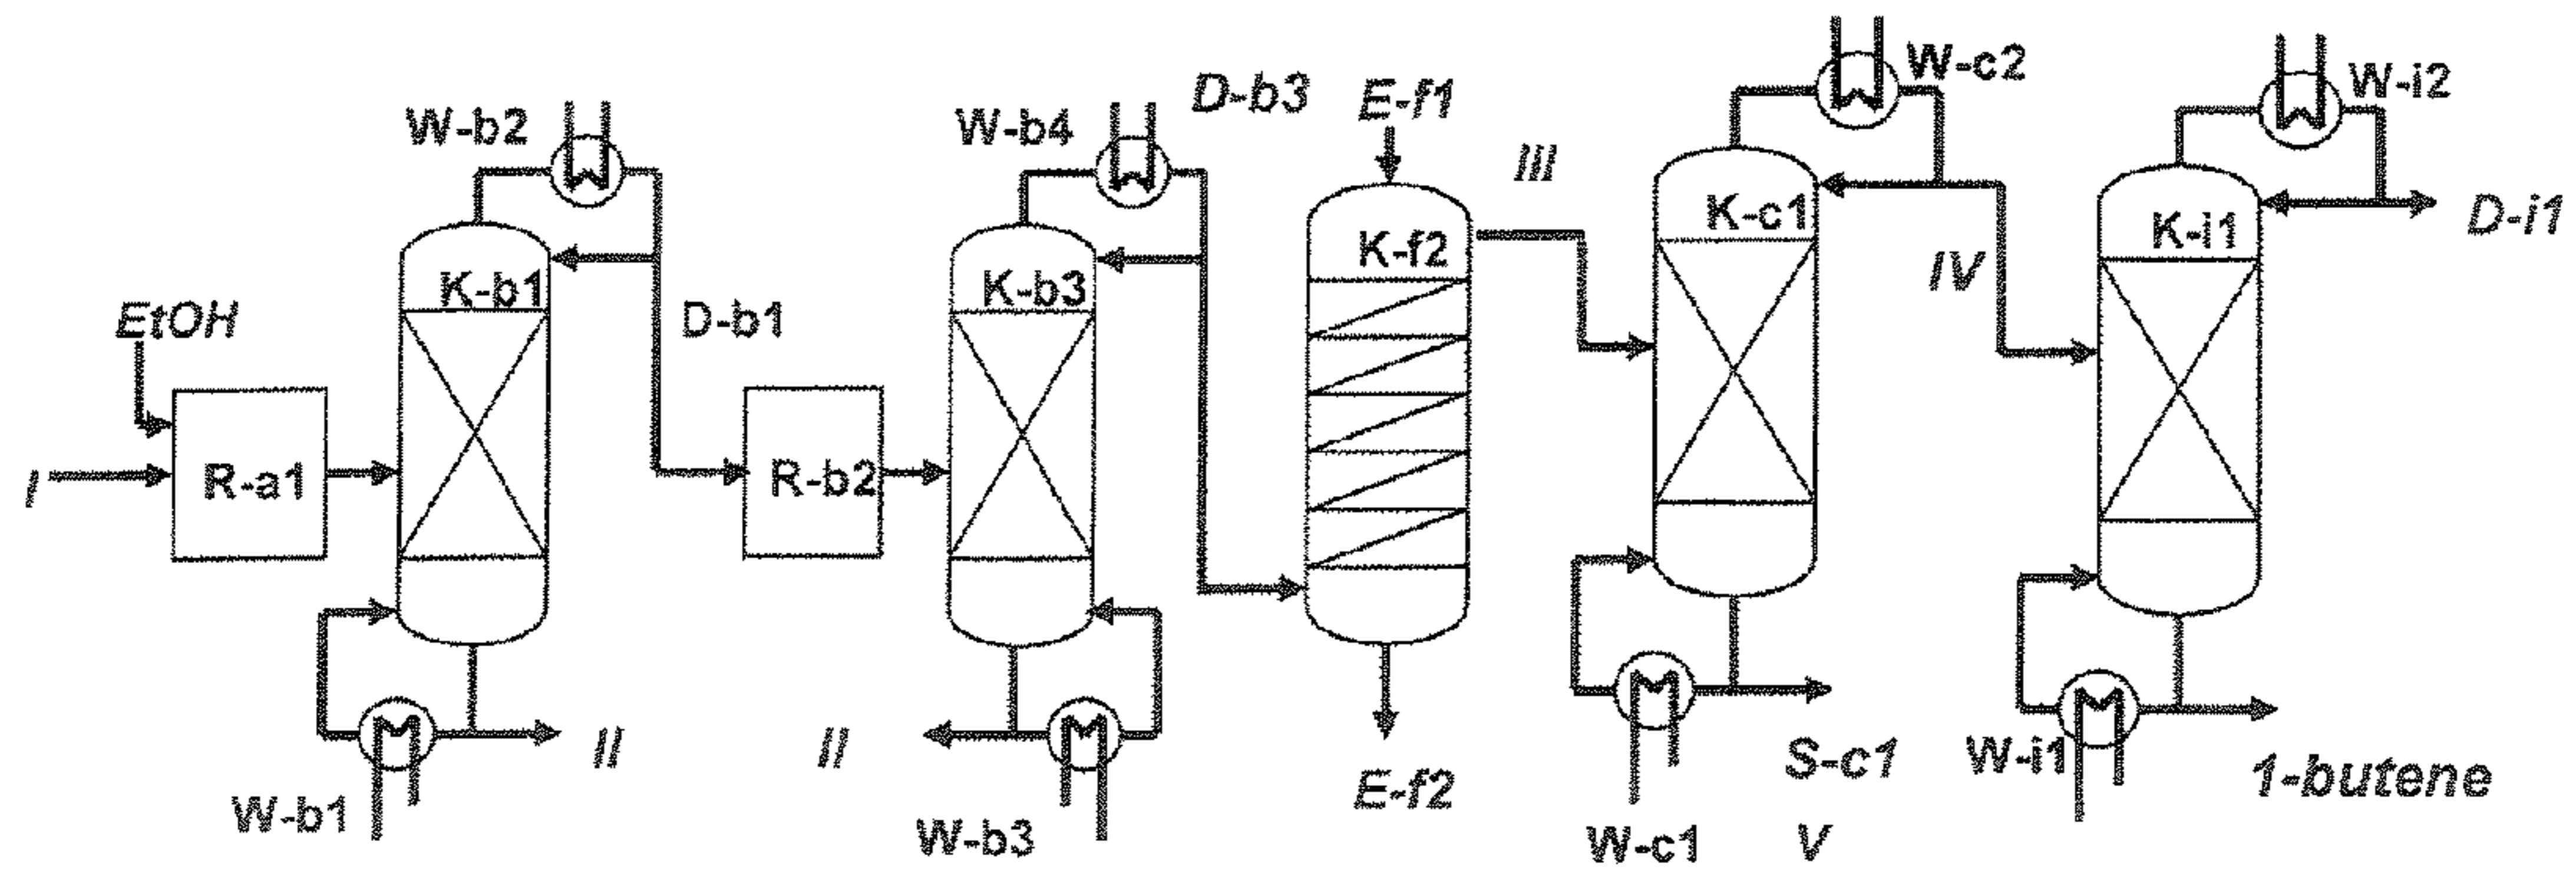 W-c2
W-i2
D-b3
E-f1
W-b2
W-b4
III
K-c1
D-i1
K-i1
K-f2
IV
K-b1
K-b3
EtOH
D-b1
I
R-a1
R-b2
II
II
W-b1
W-b3
E-f2
S-c1
W-i1
1-butene
W-c1
V